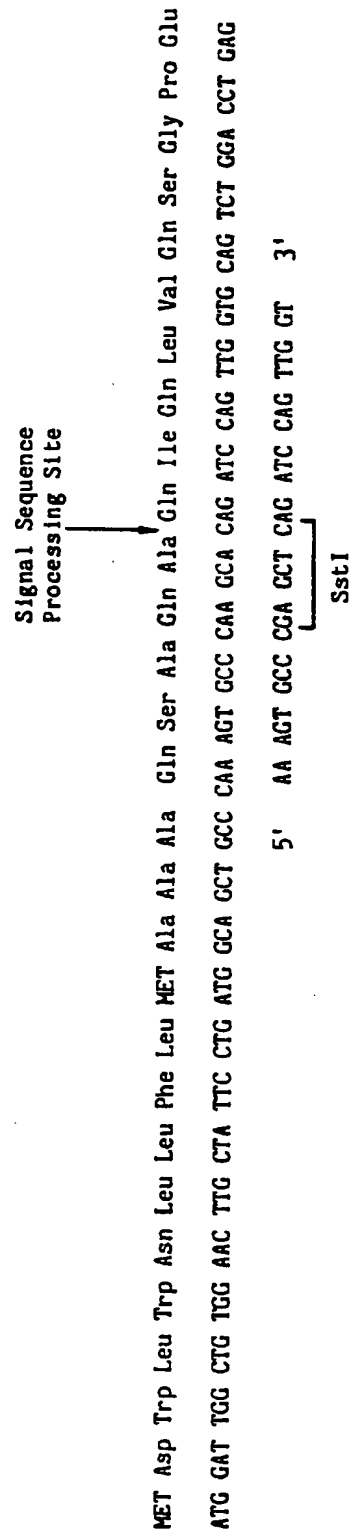 Signal Sequence
Processing Site
MET Asp Trp Leu Trp Asn Leu Leu Phe Leu MET Ala Ala Ala Gln Ser Ala Gln Ala Gln Ile Gln Leu Val Gln Ser Gly Pro Glu
ATG GAT TGG CTG TGG AAC TTG CTA TTC CTG ATG GCA GCT GCC CAA AGT GCC CAA GCA CAG ATC CAG TTG GTG CAG TCT GGA CCT GAG
5' AA AGT GCC CGA GCT CAG ATC CAG TTG GT 3'
SstI